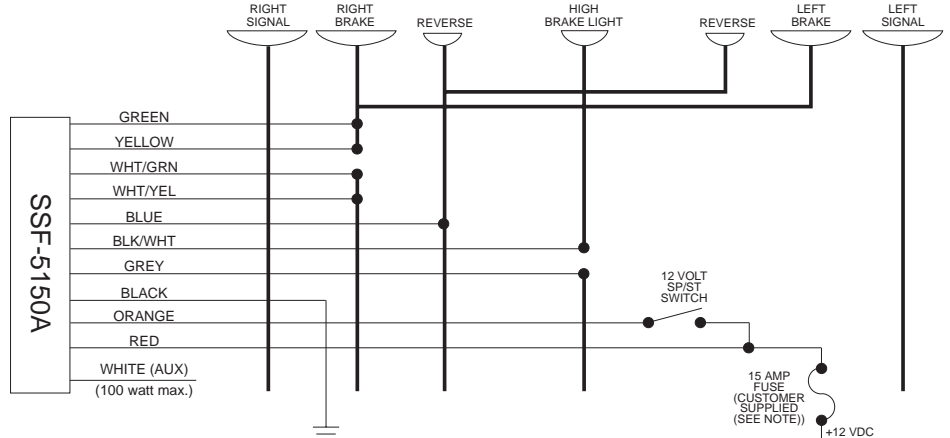 RIGHT
SIGNAL
RIGHT
BRAKE
REVERSE
HIGH
BRAKE LIGHT
REVERSE
LEFT
BRAKE
LEFT
SIGNAL
SSF-5150A
GREEN
YELLOW
WHT/GRN
WHT/YEL
BLUE
BLK/WHT
GREY
BLACK
ORANGE
RED
WHITE (AUX)
(100 watt max.)
12 VOLT
SP/ST
SWITCH
15 AMP
FUSE
(CUSTOMER
SUPPLIED
(SEE NOTE))
+12 VDC